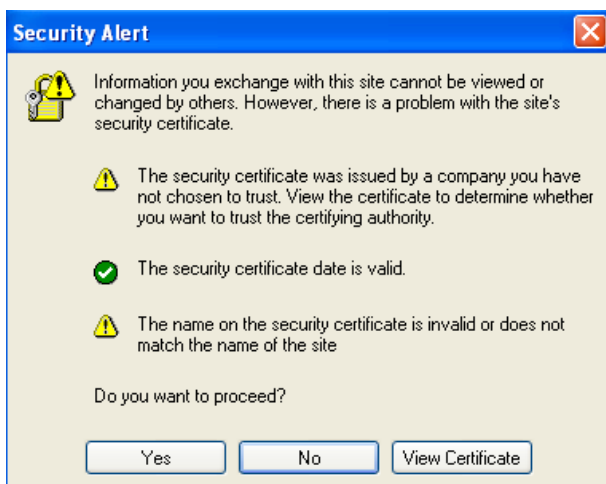 Security Alert
Information you exchange with this site cannot be viewed or
changed by others. However, there is a problem with the site's
security certificate.
The security certificate was issued by a company you have
not chosen to trust. View the certificate to determine whether
you want to trust the certifying authority.
The security certificate date is valid.
The name on the security certificate is invalid or does not
match the name of the site
Do you want to proceed?
Yes
No
View Certificate